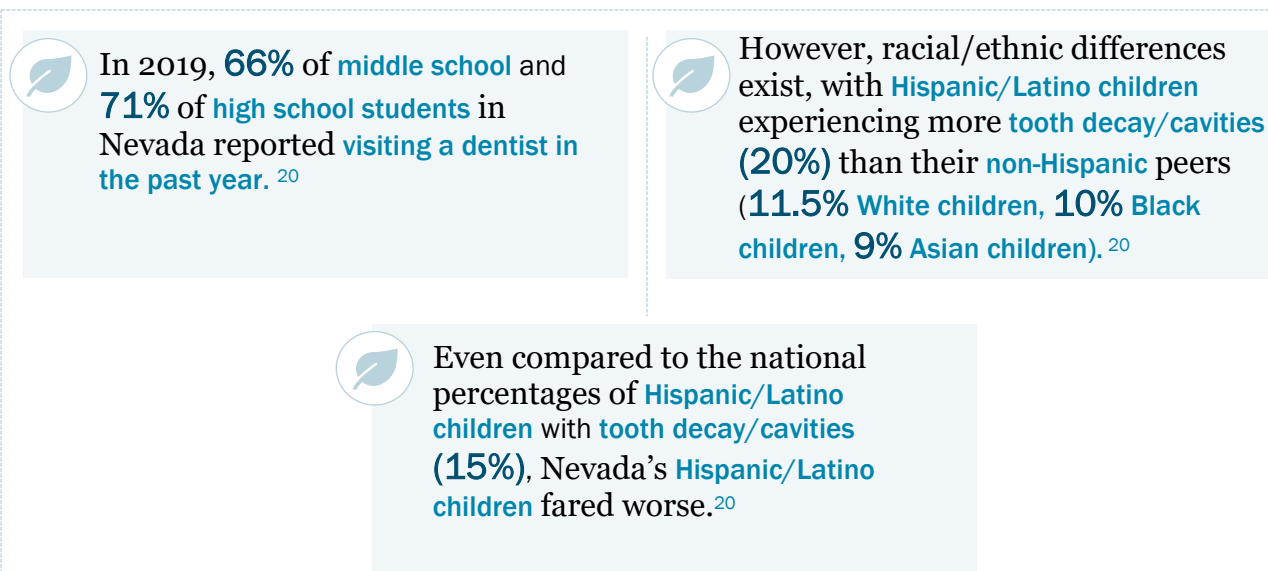 In 2019, 66% of middle school and
71% of high school students in
Nevada reported visiting a dentist in
the past year. 20
However, racial/ethnic differences
exist, with Hispanic/Latino children
experiencing more tooth decay/cavities
(20%) than their non-Hispanic peers
(11.5% White children, 10% Black
children, 9% Asian children). 20
Even compared to the national
percentages of Hispanic/Latino
children with tooth decay/cavities
(15%), Nevada’s Hispanic/Latino
children fared worse.20